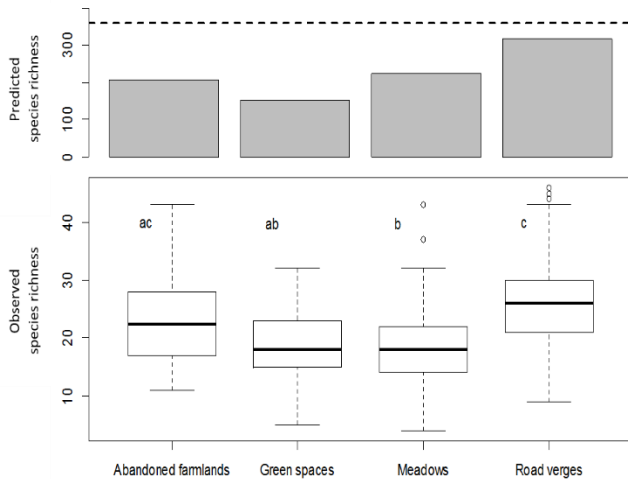 Predicted
species richness
0 100 300
Observed
species richness
10 20 30 40
ac ab b c
Abandoned farmlands Green spaces Meadows Road verges